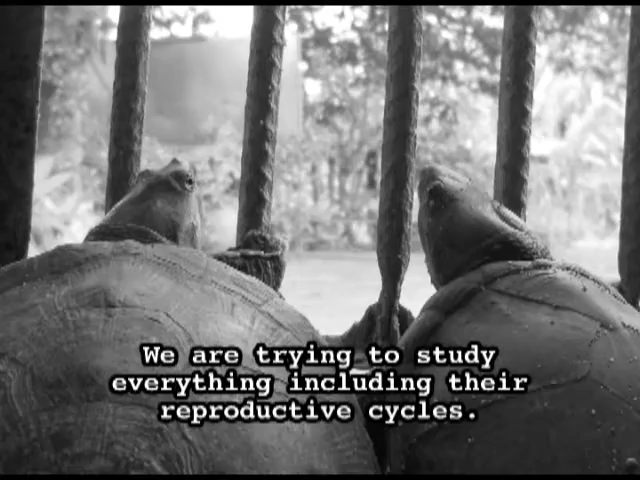 We are trying to study
everything including their
reproductive cycles.